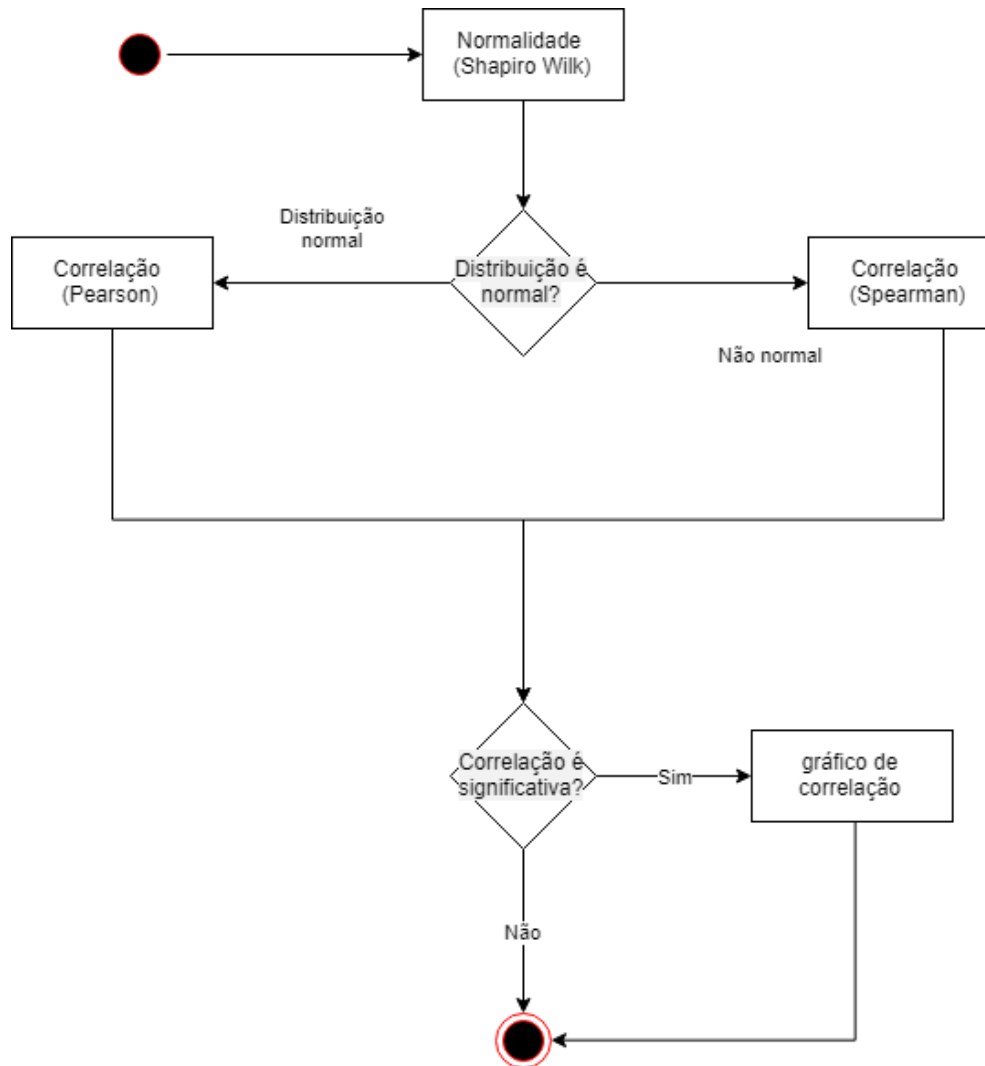 Normalidade
(Shapiro Wilk)
Distribuição
normal
Correlação
(Pearson)
Distribuição é
normal?
Correlação
(Spearman)
Não normal
Correlação é
significativa?
Sim
gráfico de
correlação
Não